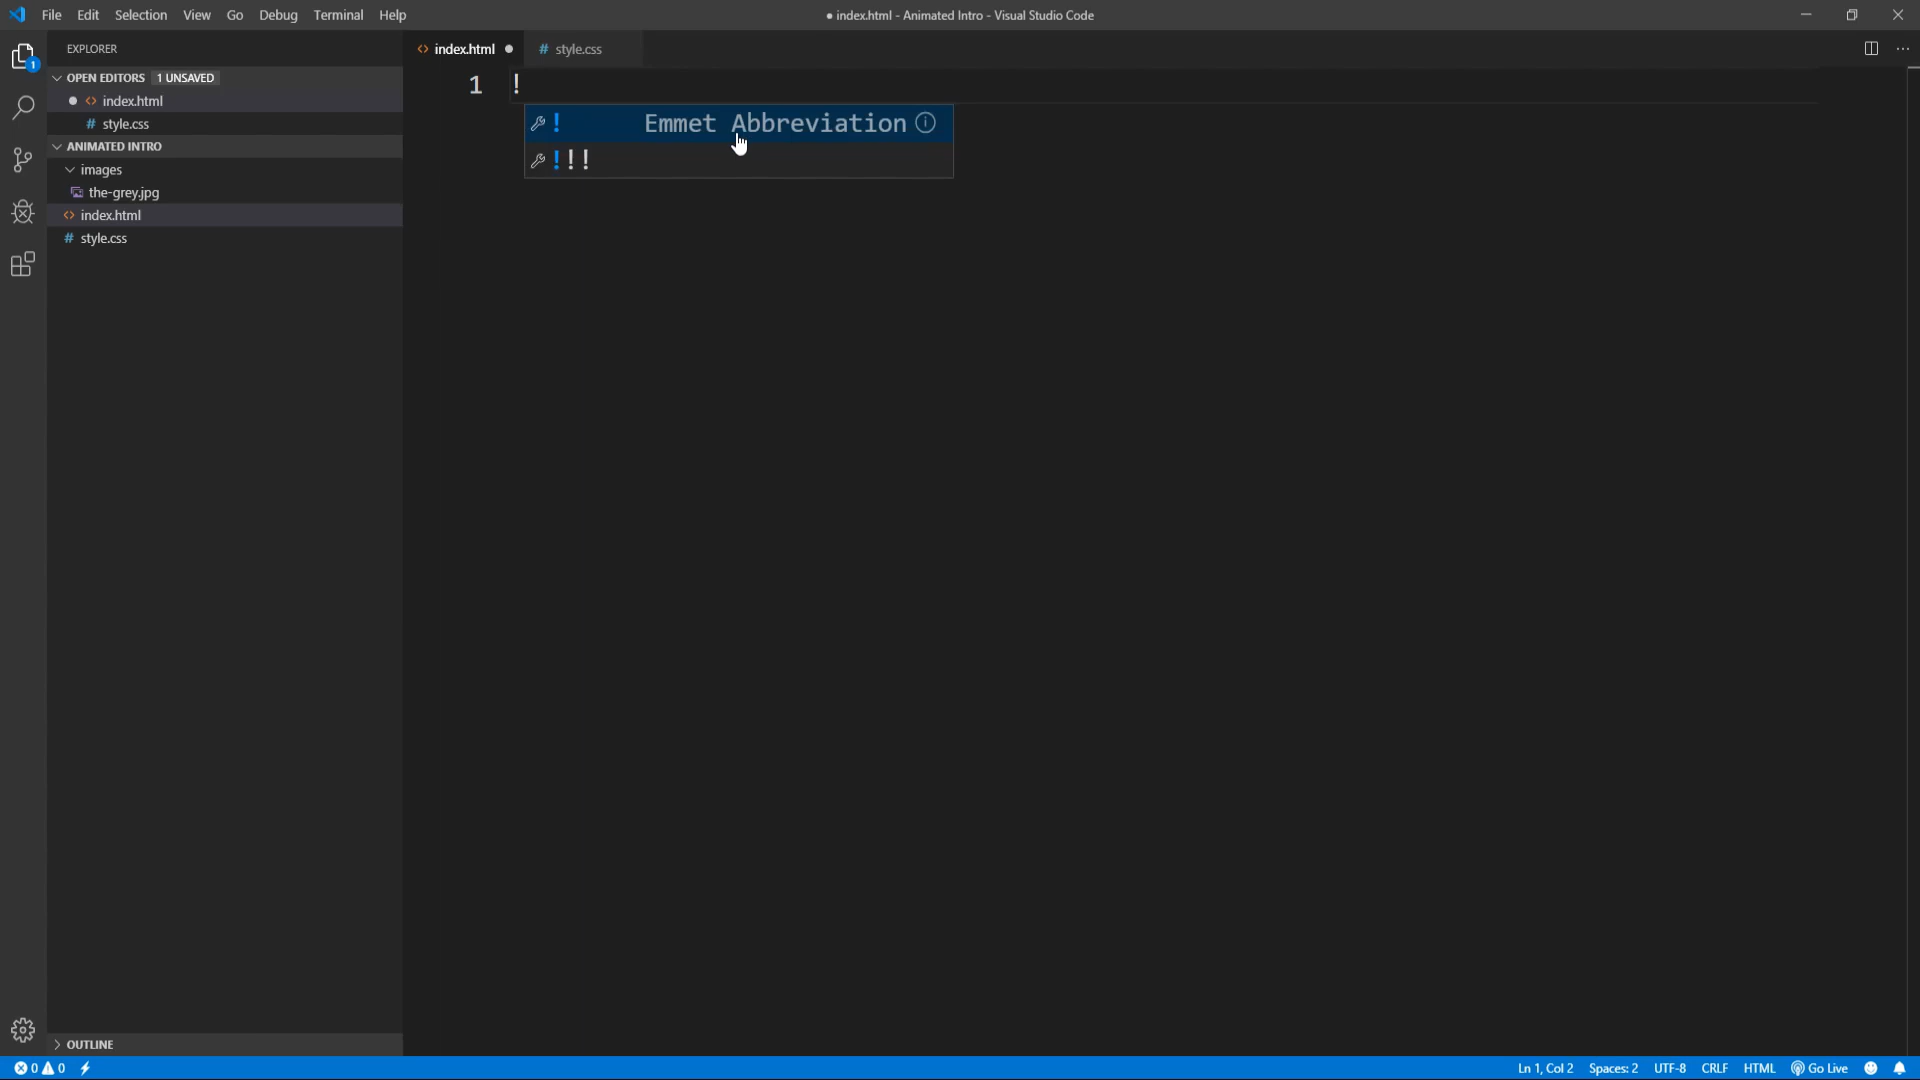 File Edit Selection View Go Debug Terminal Help
● index.html - Animated Intro - Visual Studio Code
EXPLORER
OPEN EDITORS 1 UNSAVED
index.html
style.css
ANIMATED INTRO
images
the-grey.jpg
index.html
style.css
OUTLINE
1
index.html
# style.css
1 !
! Emmet Abbreviation
!!!
0 0
Ln 1, Col 2 Spaces: 2 UTF-8 CRLF HTML Go Live